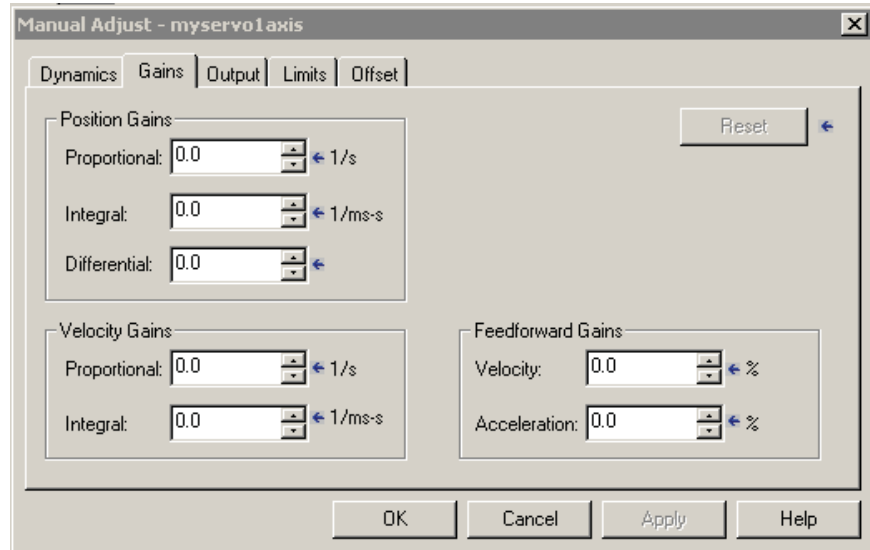 Manual Adjust - myservo1axis
Dynamics Gains Output Limits Offset
Position Gains
Proportional: 0.0 1/s
Integral: 0.0 1/ms-s
Differential: 0.0
Reset
Velocity Gains
Proportional: 0.0 1/s
Integral: 0.0 1/ms-s
Feedforward Gains
Velocity: 0.0 %
Acceleration: 0.0 %
OK Cancel Apply Help